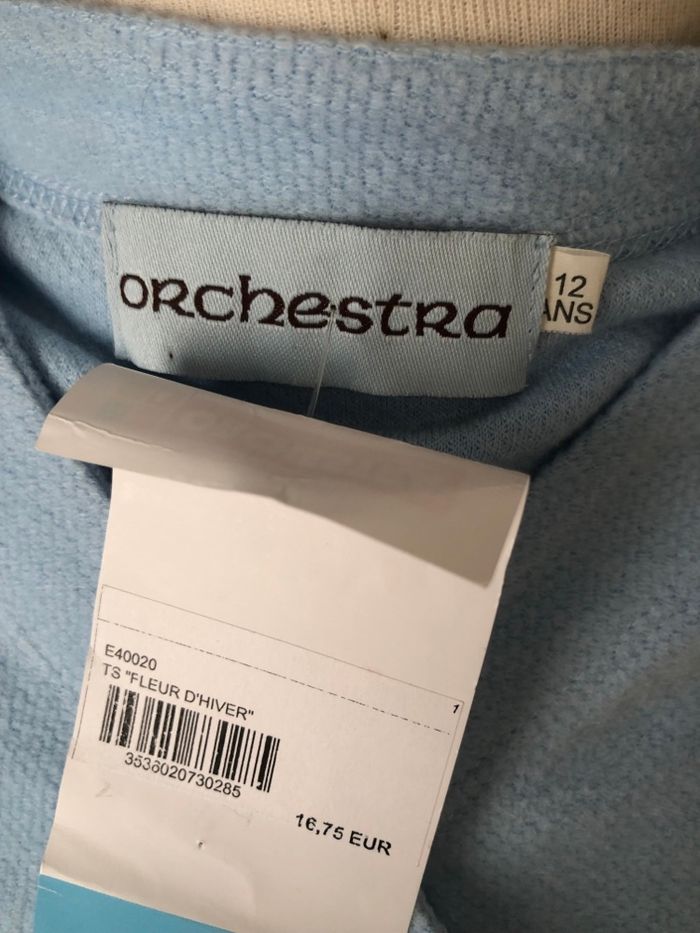 ORChestRa
12
ANS
E40020
TS "FLEUR D'HIVER"
1
3536020730285
16,75 EUR